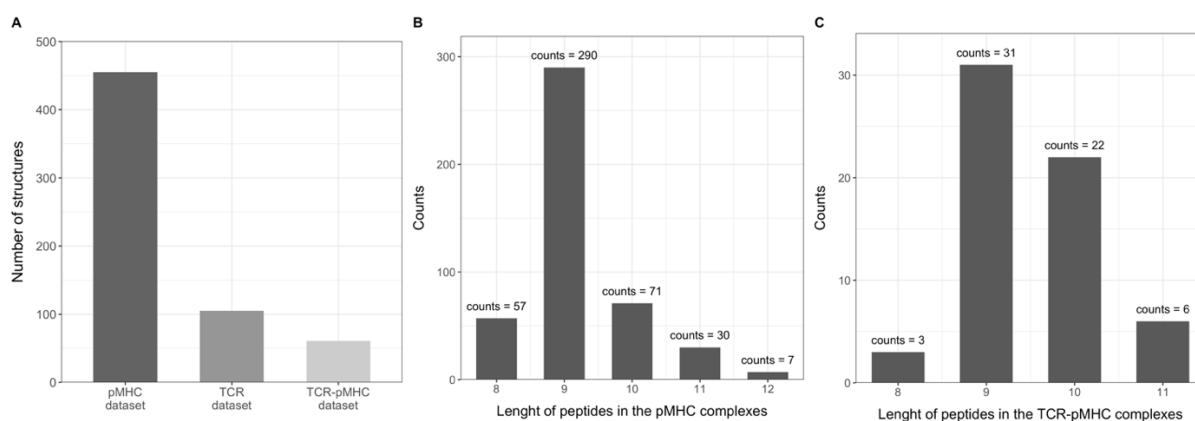 A
Number of structures
500
450
400
300
200
100
0
pMHC
dataset
TCR
dataset
TCR-pMHC
dataset
B
Counts
300
200
100
0
counts = 57
counts = 290
counts = 71
counts = 30
counts = 7
8
9
10
11
12
Lenght of peptides in the pMHC complexes
C
Counts
30
20
10
0
counts = 3
counts = 31
counts = 22
counts = 6
8
9
10
11
Lenght of peptides in the TCR-pMHC complexes